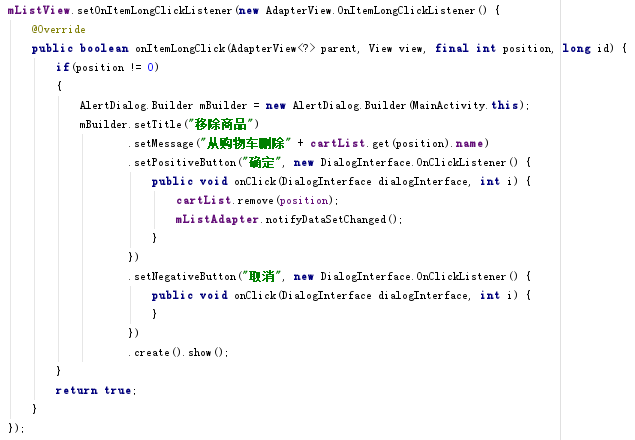 mListView.setOnItemLongClickListener(new AdapterView.OnItemLongClickListener() {
    @Override
    public boolean onItemLongClick(AdapterView<?> parent, View view, final int position, long id) {
        if(position != 0)
        {
            AlertDialog.Builder mBuilder = new AlertDialog.Builder(MainActivity.this);
            mBuilder.setTitle("移除商品")
                    .setMessage("从购物车删除" + cartList.get(position).name)
                    .setPositiveButton("确定", new DialogInterface.OnClickListener() {
                        public void onClick(DialogInterface dialogInterface, int i) {
                            cartList.remove(position);
                            mListAdapter.notifyDataSetChanged();
                        }
                    })
                    .setNegativeButton("取消", new DialogInterface.OnClickListener() {
                        public void onClick(DialogInterface dialogInterface, int i) {
                        }
                    })
                    .create().show();
        }
        return true;
    }
});